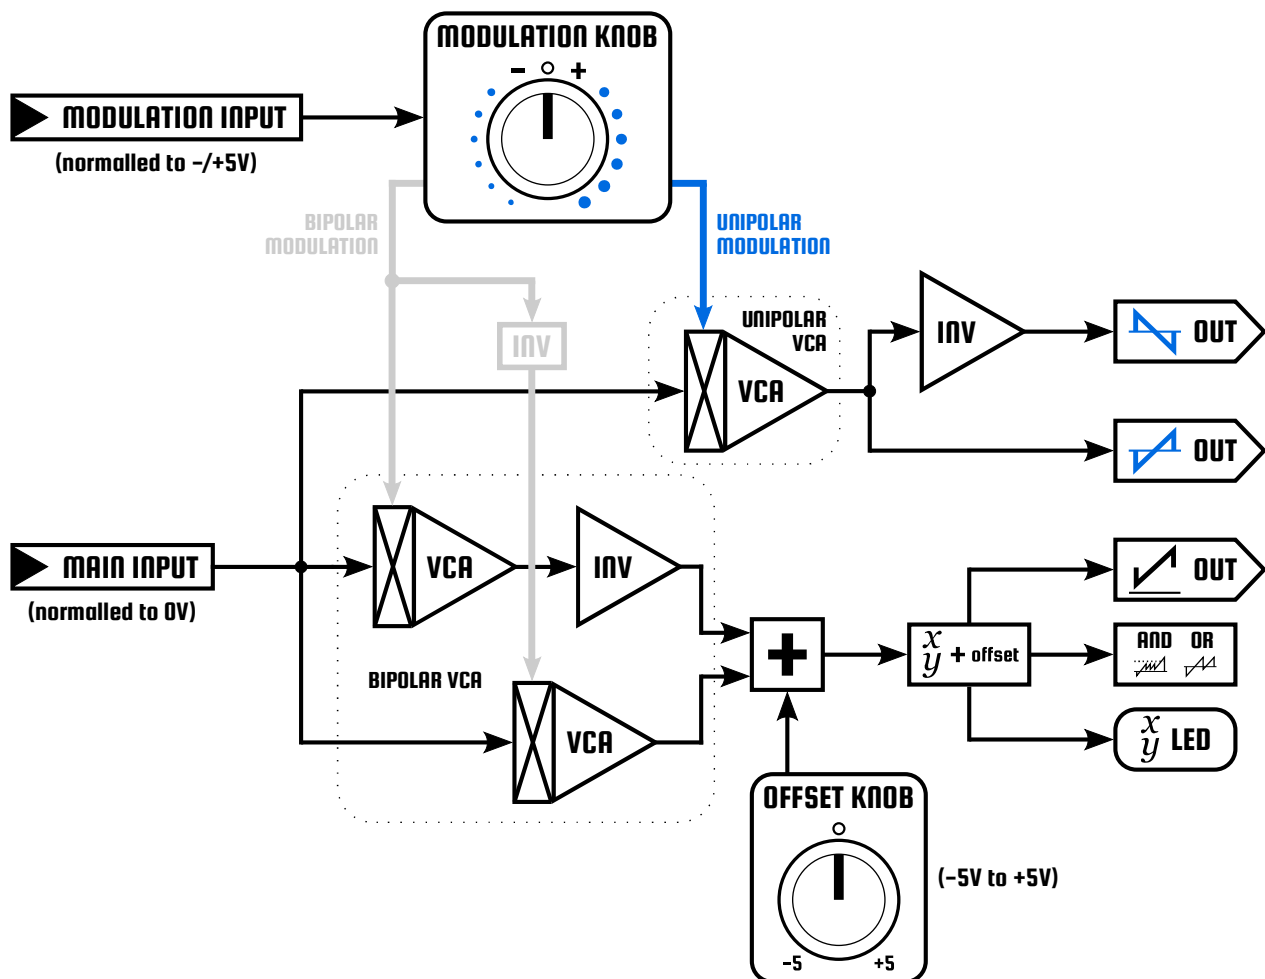 MODULATION KNOB
- +
MODULATION INPUT
(normalled to -/+5V)
BIPOLAR
MODULATION
UNIPOLAR
MODULATION
UNIPOLAR
VCA
INV
INV
OUT
VCA
OUT
MAIN INPUT
(normalled to 0V)
VCA
INV
OUT
BIPOLAR VCA
+
x
y + offset
AND OR
VCA
x
y LED
OFFSET KNOB
(-5V to +5V)
-5 +5